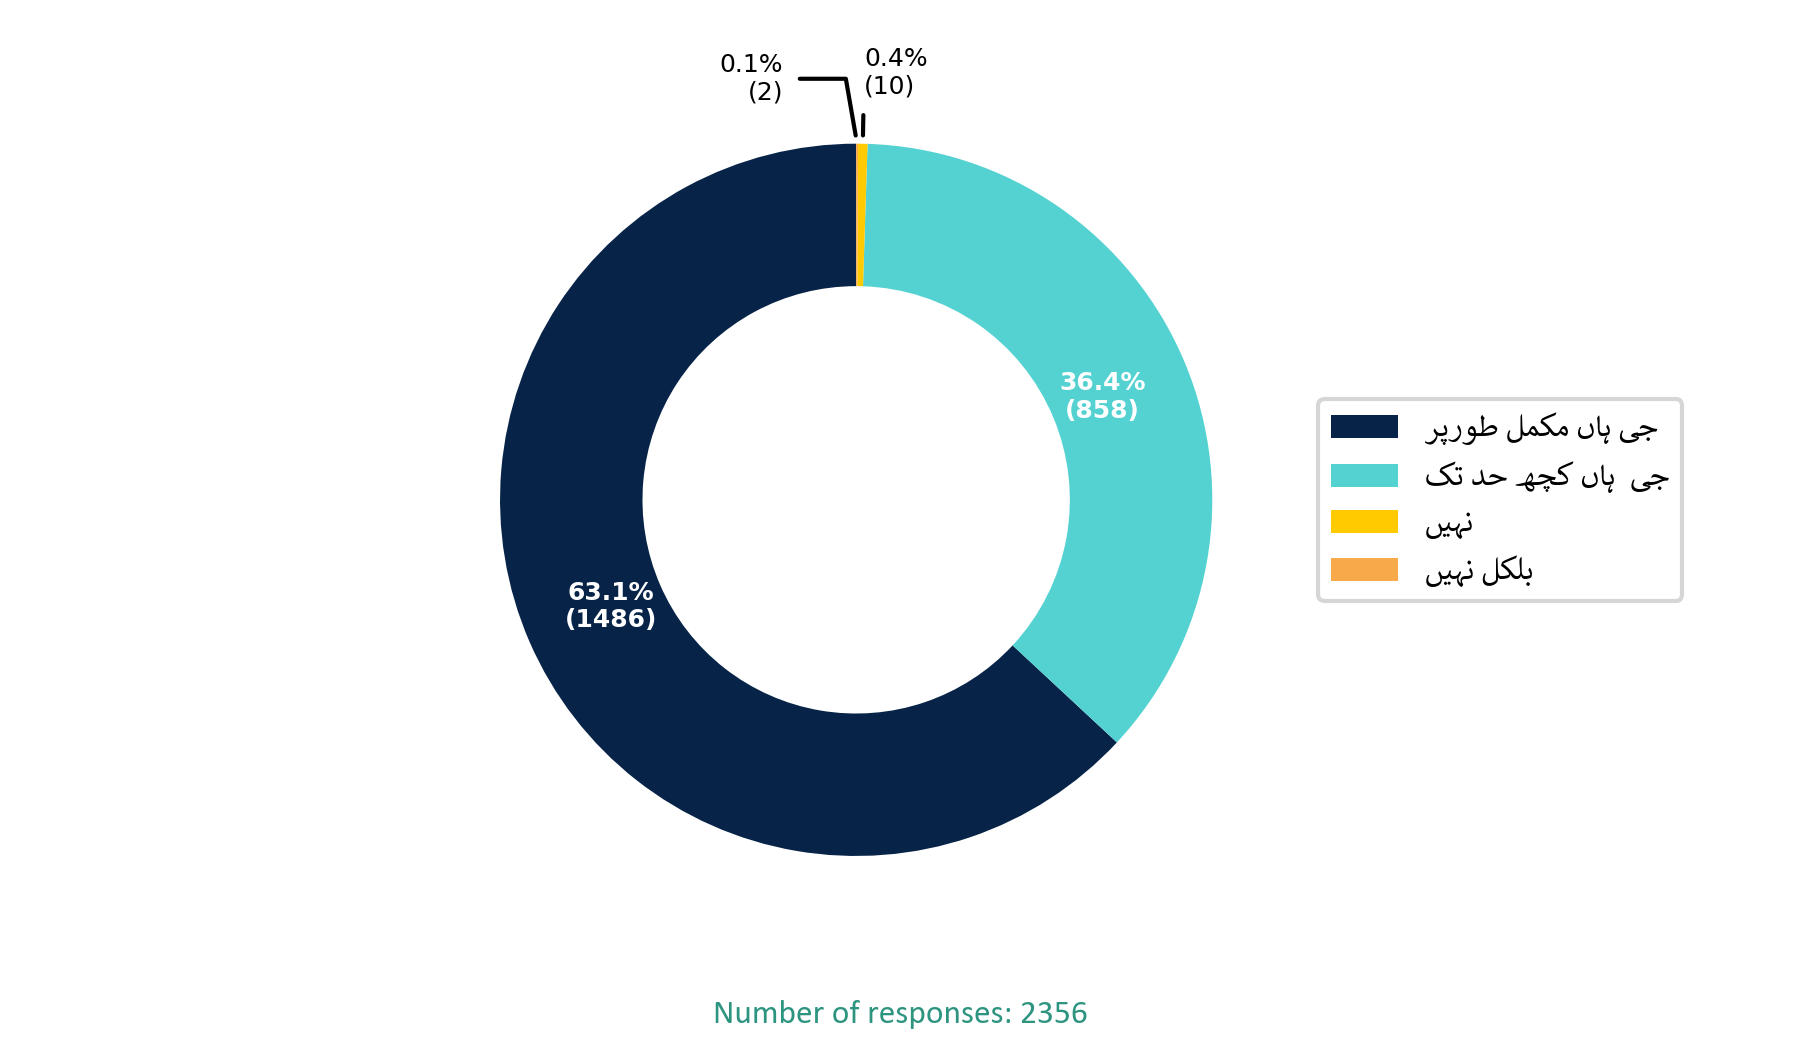 0.1%
(2)
0.4%
(10)
36.4%
(858)
63.1%
(1486)
جی ہاں مکمل طورپر
جی ہاں کچھ حد تک
نہیں
بلکل نہیں
Number of responses: 2356